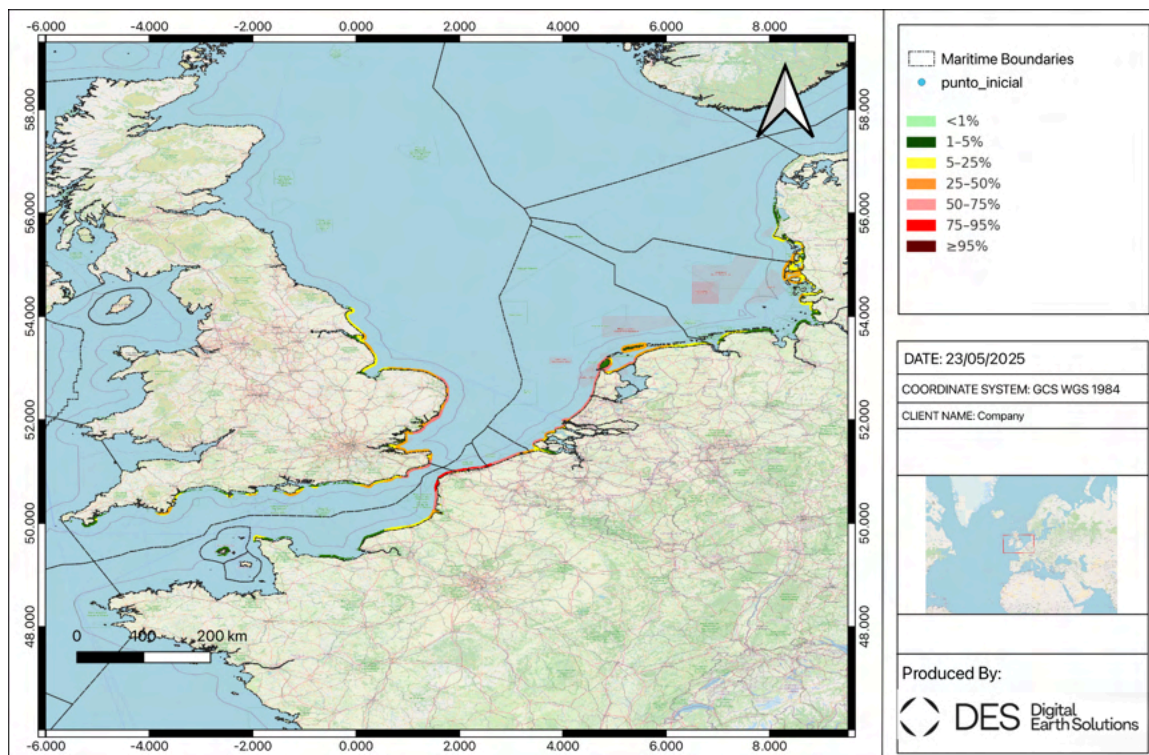 -6.000 -4.000 -2.000 0.000 2.000 4.000 6.000 8.000
58.000
56.000
54.000
52.000
50.000
48.000
58.000
56.000
54.000
52.000
50.000
48.000
0 100 200 km
-6.000 -4.000 -2.000 0.000 2.000 4.000 6.000 8.000
Maritime Boundaries
punto_inicial
<1%
1–5%
5–25%
25–50%
50–75%
75–95%
≥95%
DATE: 23/05/2025
COORDINATE SYSTEM: GCS WGS 1984
CLIENT NAME: Company
Produced By:
DES Digital
Earth Solutions